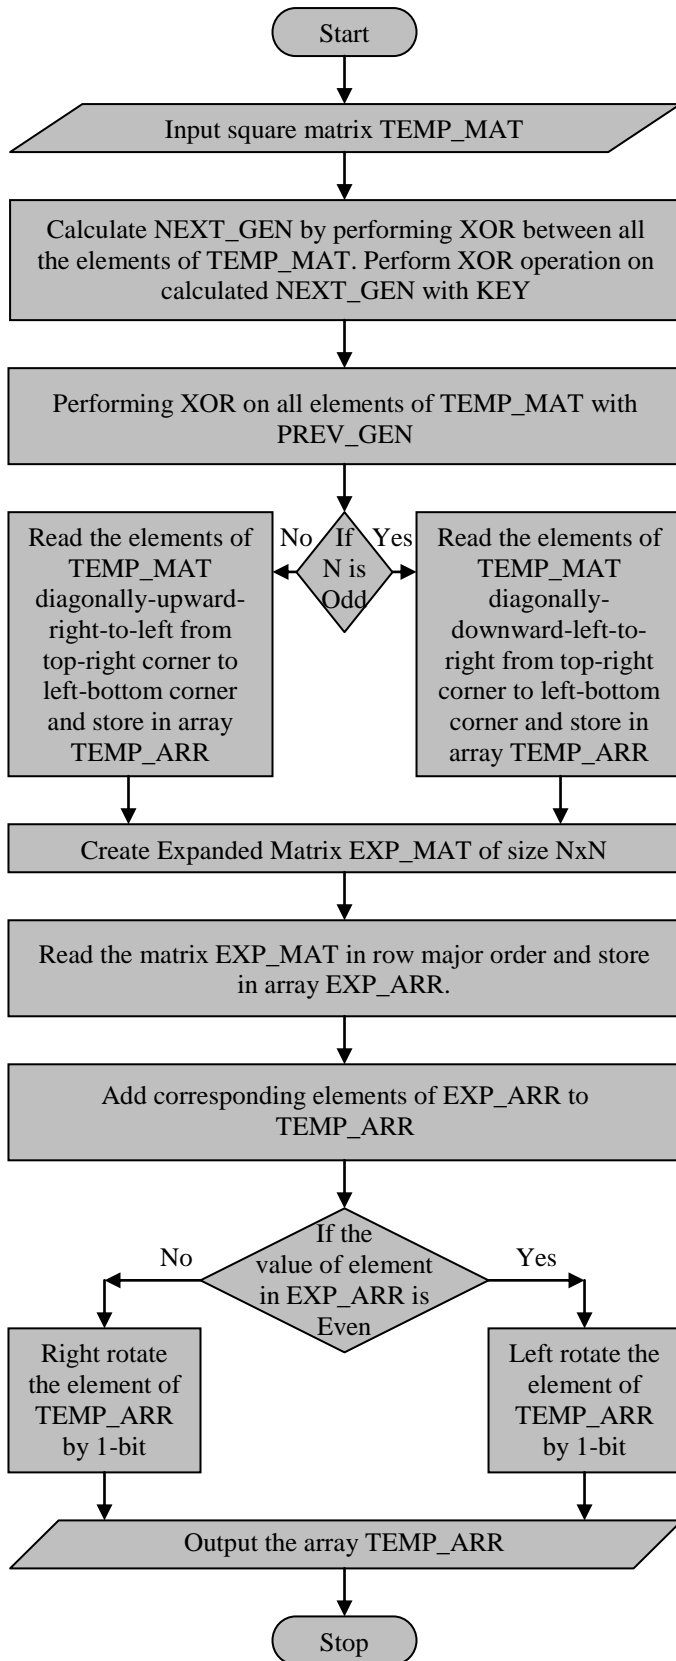 Start
Input square matrix TEMP_MAT
Calculate NEXT_GEN by performing XOR between all
the elements of TEMP_MAT. Perform XOR operation on
calculated NEXT_GEN with KEY
Performing XOR on all elements of TEMP_MAT with
PREV_GEN
No
If
N is
Odd
Yes
Read the elements of
TEMP_MAT
diagonally-upward-
right-to-left from
top-right corner to
left-bottom corner
and store in array
TEMP_ARR
Read the elements of
TEMP_MAT
diagonally-
downward-left-to-
right from top-right
corner to left-bottom
corner and store in
array TEMP_ARR
Create Expanded Matrix EXP_MAT of size NxN
Read the matrix EXP_MAT in row major order and store
in array EXP_ARR.
Add corresponding elements of EXP_ARR to
TEMP_ARR
No
If the
value of element
in EXP_ARR is
Even
Yes
Right rotate
the element of
TEMP_ARR
by 1-bit
Left rotate the
element of
TEMP_ARR
by 1-bit
Output the array TEMP_ARR
Stop